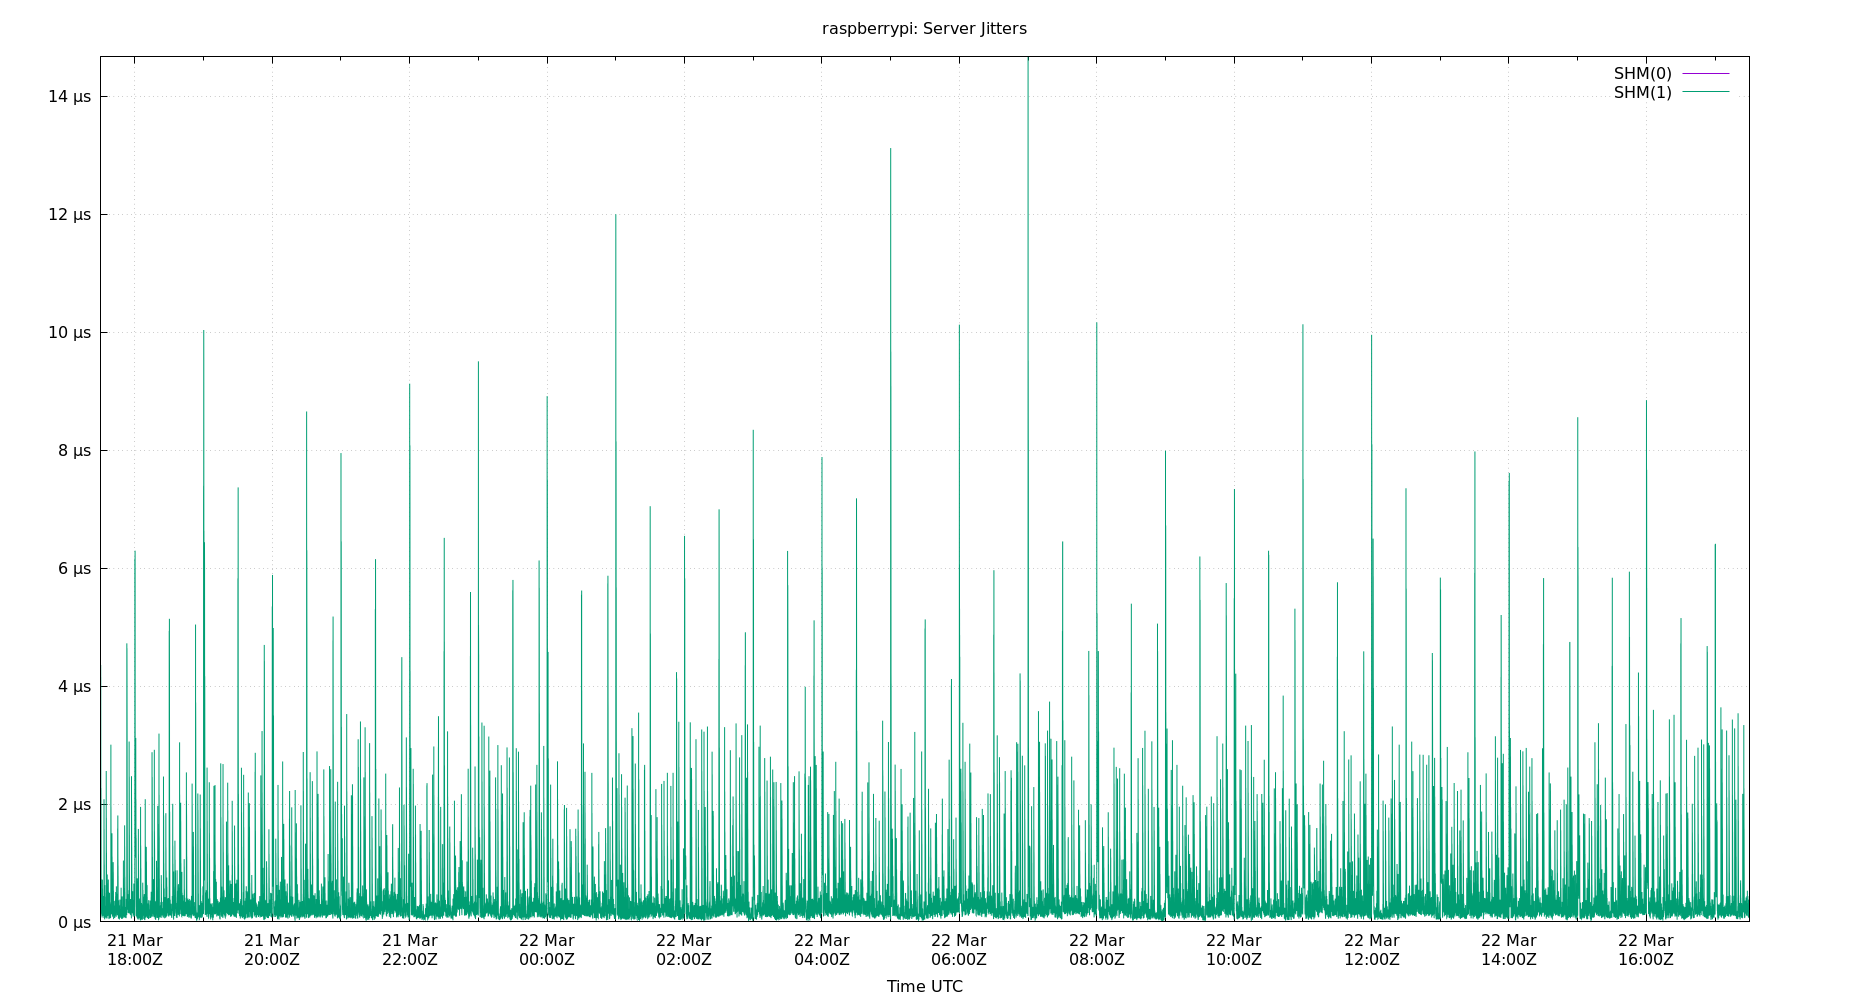 raspberrypi: Server Jitters
SHM(0)
SHM(1)
14 µs
12 µs
10 µs
8 µs
6 µs
4 µs
2 µs
0 µs
21 Mar
18:00Z
21 Mar
20:00Z
21 Mar
22:00Z
22 Mar
00:00Z
22 Mar
02:00Z
22 Mar
04:00Z
22 Mar
06:00Z
22 Mar
08:00Z
22 Mar
10:00Z
22 Mar
12:00Z
22 Mar
14:00Z
22 Mar
16:00Z
Time UTC